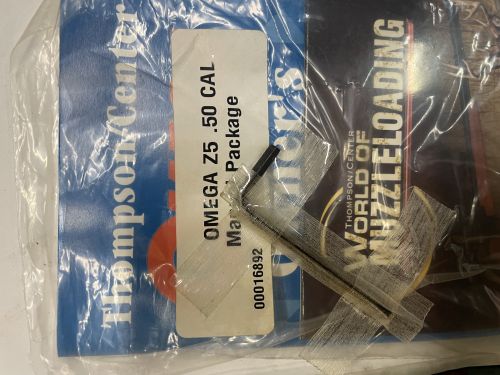 Thompson/Center
OMEGA Z5 .50 CAL
Package
00016892
THOMPSON/CENTER
WORLD OF
MUZZLELOADING